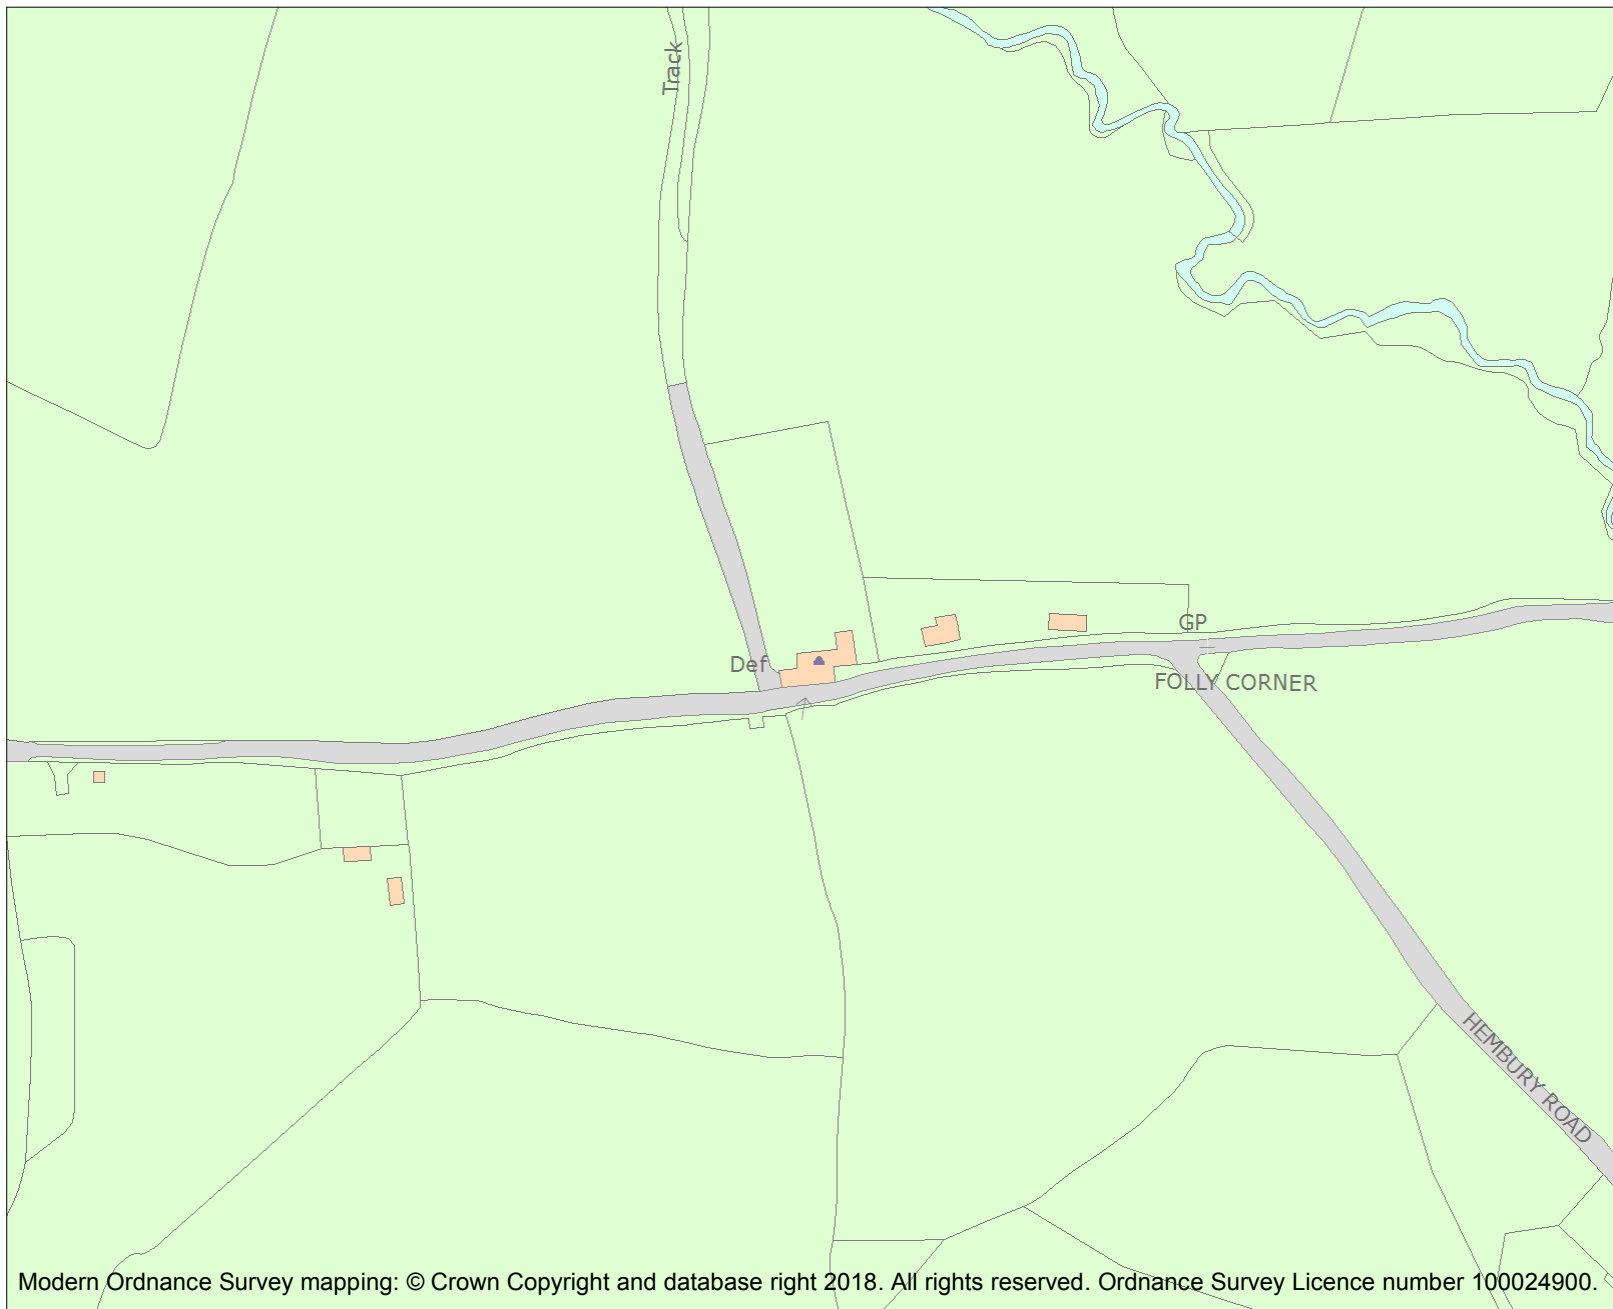 Track
GP
Def
FOLLY CORNER
HEMBURY ROAD
Modern Ordnance Survey mapping: © Crown Copyright and database right 2018. All rights reserved. Ordnance Survey Licence number 100024900.